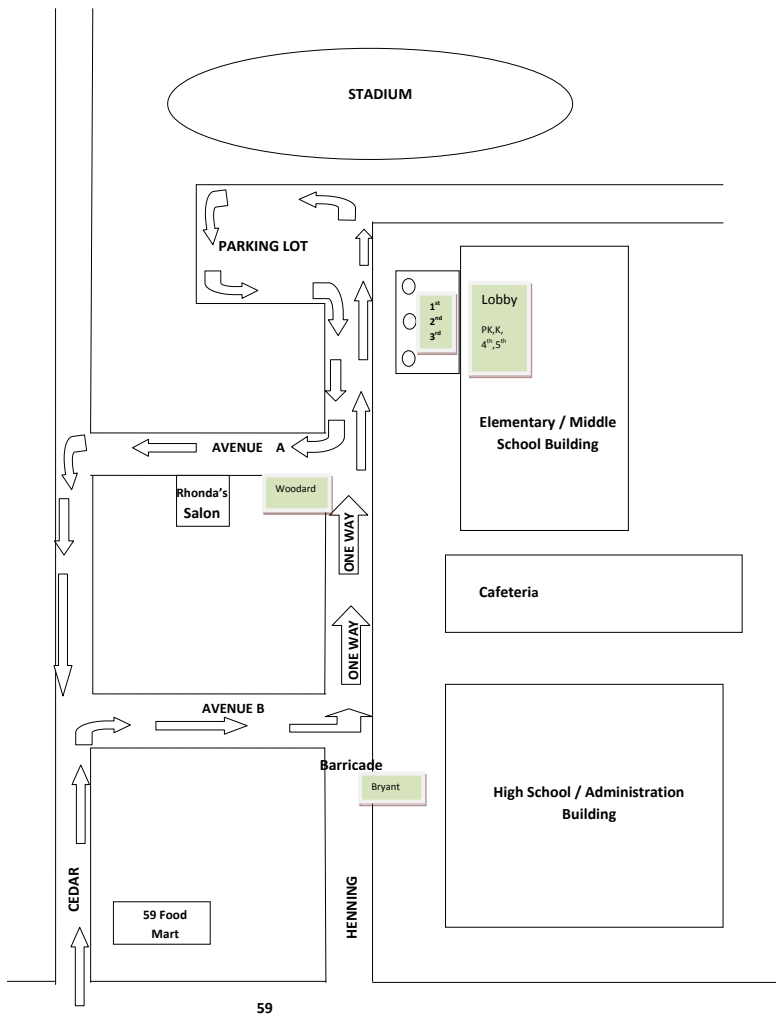 STADIUM
PARKING LOT
1st
2nd
3rd
Lobby
PK,K,
4th,5th
Elementary / Middle
School Building
AVENUE A
Rhonda's
Salon
Woodard
ONE WAY
ONE WAY
Cafeteria
AVENUE B
Barricade
Bryant
High School / Administration
Building
CEDAR
HENNING
59 Food
Mart
59